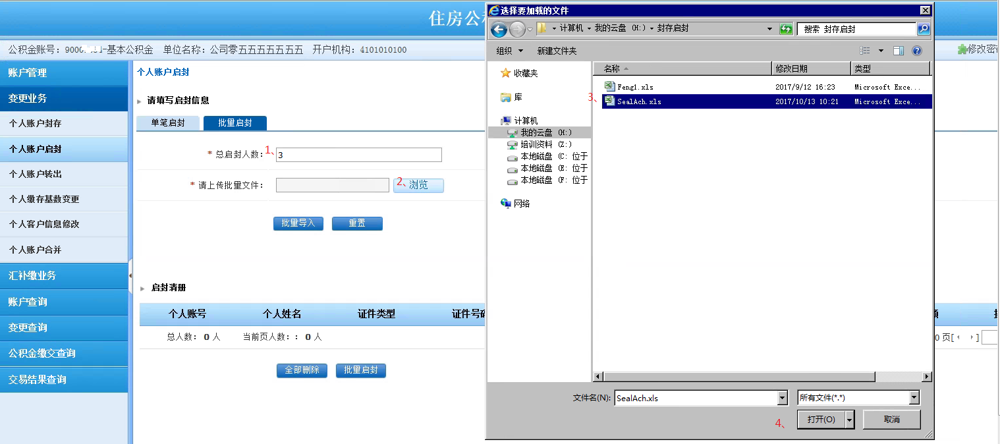 住房公积
公积金账号：9000 -基本公积金 单位名称：公司零五五五五五五五 开户机构：4101010100
修改密
账户管理
变更业务
个人账户封存
个人账户启封
个人账户转出
个人缴存基数变更
个人客户信息修改
个人账户合并
汇补缴业务
账户查询
变更查询
公积金缴交查询
交易结果查询
个人账户启封
请填写启封信息
单笔启封 批量启封
* 总启封人数： 1、 3
* 请上传批量文件： 2、浏览
批量导入 重置
启封清册
个人账号 个人姓名 证件类型 证件号码 额
总人数： 0 人 当前页人数：： 0 人 0 页[ ]
全部删除 批量启封
选择要加载的文件
计算机 我的云盘 (H:) 封存启封
搜索 封存启封
组织 新建文件夹
收藏夹
库
计算机
我的云盘 (H:)
培训资料 (Z:)
本地磁盘 (C: 位于
本地磁盘 (E: 位于
本地磁盘 (F: 位于
网络
名称 修改日期 类型
Feng1.xls 2017/9/12 16:23 Microsoft Exce...
3、 SealAch.xls 2017/10/13 10:21 Microsoft Exce...
文件名(N): SealAch.xls 所有文件(*.*)
4、 打开(O) 取消